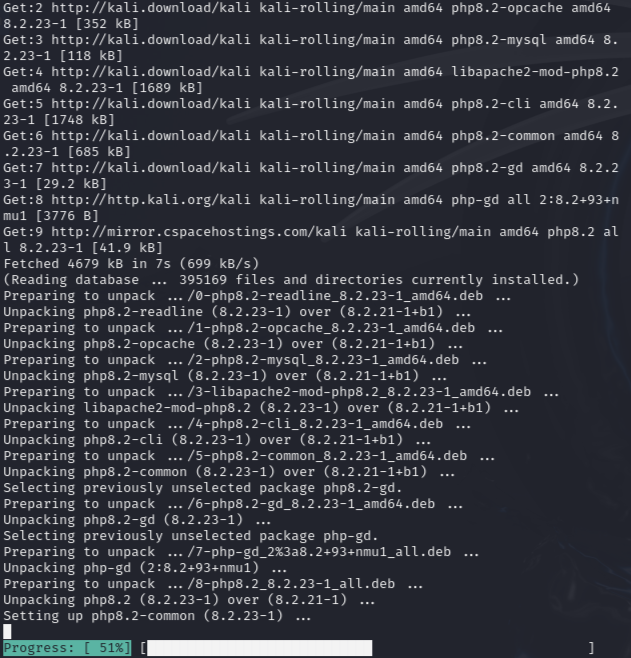 Get:2 http://kali.download/kali kali-rolling/main amd64 php8.2-opcache amd64
8.2.23-1 [352 kB]
Get:3 http://kali.download/kali kali-rolling/main amd64 php8.2-mysql amd64 8.
2.23-1 [118 kB]
Get:4 http://kali.download/kali kali-rolling/main amd64 libapache2-mod-php8.2
 amd64 8.2.23-1 [1689 kB]
Get:5 http://kali.download/kali kali-rolling/main amd64 php8.2-cli amd64 8.2.
23-1 [1748 kB]
Get:6 http://kali.download/kali kali-rolling/main amd64 php8.2-common amd64 8
.2.23-1 [685 kB]
Get:7 http://kali.download/kali kali-rolling/main amd64 php8.2-gd amd64 8.2.2
3-1 [29.2 kB]
Get:8 http://http.kali.org/kali kali-rolling/main amd64 php-gd all 2:8.2+93+n
mu1 [3776 B]
Get:9 http://mirror.cspacehostings.com/kali kali-rolling/main amd64 php8.2 al
l 8.2.23-1 [41.9 kB]
Fetched 4679 kB in 7s (699 kB/s)
(Reading database ... 395169 files and directories currently installed.)
Preparing to unpack .../0-php8.2-readline_8.2.23-1_amd64.deb ...
Unpacking php8.2-readline (8.2.23-1) over (8.2.21-1+b1) ...
Preparing to unpack .../1-php8.2-opcache_8.2.23-1_amd64.deb ...
Unpacking php8.2-opcache (8.2.23-1) over (8.2.21-1+b1) ...
Preparing to unpack .../2-php8.2-mysql_8.2.23-1_amd64.deb ...
Unpacking php8.2-mysql (8.2.23-1) over (8.2.21-1+b1) ...
Preparing to unpack .../3-libapache2-mod-php8.2_8.2.23-1_amd64.deb ...
Unpacking libapache2-mod-php8.2 (8.2.23-1) over (8.2.21-1+b1) ...
Preparing to unpack .../4-php8.2-cli_8.2.23-1_amd64.deb ...
Unpacking php8.2-cli (8.2.23-1) over (8.2.21-1+b1) ...
Preparing to unpack .../5-php8.2-common_8.2.23-1_amd64.deb ...
Unpacking php8.2-common (8.2.23-1) over (8.2.21-1+b1) ...
Selecting previously unselected package php8.2-gd.
Preparing to unpack .../6-php8.2-gd_8.2.23-1_amd64.deb ...
Unpacking php8.2-gd (8.2.23-1) ...
Selecting previously unselected package php-gd.
Preparing to unpack .../7-php-gd_2%3a8.2+93+nmu1_all.deb ...
Unpacking php-gd (2:8.2+93+nmu1) ...
Preparing to unpack .../8-php8.2_8.2.23-1_all.deb ...
Unpacking php8.2 (8.2.23-1) over (8.2.21-1) ...
Setting up php8.2-common (8.2.23-1) ...
Progress: [ 51%] [                              ]